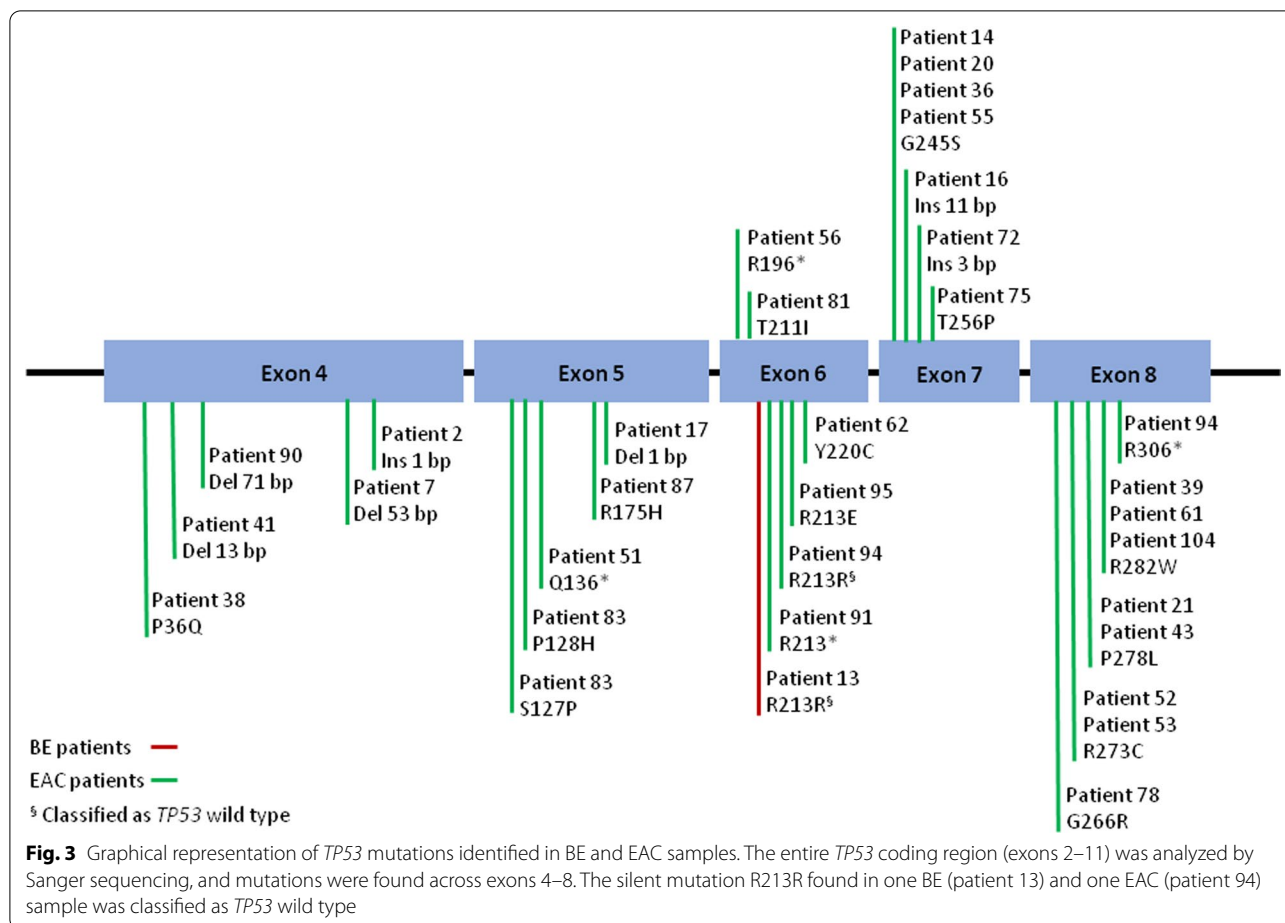 Patient 14
Patient 20
Patient 36
Patient 55
G245S
Patient 16
Ins 11 bp
Patient 72
Ins 3 bp
Patient 75
T256P
Patient 56
R196*
Patient 81
T211I
Exon 4
Exon 5
Exon 6
Exon 7
Exon 8
Patient 90
Del 71 bp
Patient 41
Del 13 bp
Patient 38
P36Q
Patient 2
Ins 1 bp
Patient 7
Del 53 bp
Patient 17
Del 1 bp
Patient 87
R175H
Patient 51
Q136*
Patient 83
P128H
Patient 83
S127P
Patient 62
Y220C
Patient 95
R213E
Patient 94
R213R§
Patient 91
R213*
Patient 13
R213R§
Patient 94
R306*
Patient 39
Patient 61
Patient 104
R282W
Patient 21
Patient 43
P278L
Patient 52
Patient 53
R273C
Patient 78
G266R
BE patients
EAC patients
§ Classified as TP53 wild type
Fig. 3 Graphical representation of TP53 mutations identified in BE and EAC samples. The entire TP53 coding region (exons 2–11) was analyzed by
Sanger sequencing, and mutations were found across exons 4–8. The silent mutation R213R found in one BE (patient 13) and one EAC (patient 94)
sample was classified as TP53 wild type